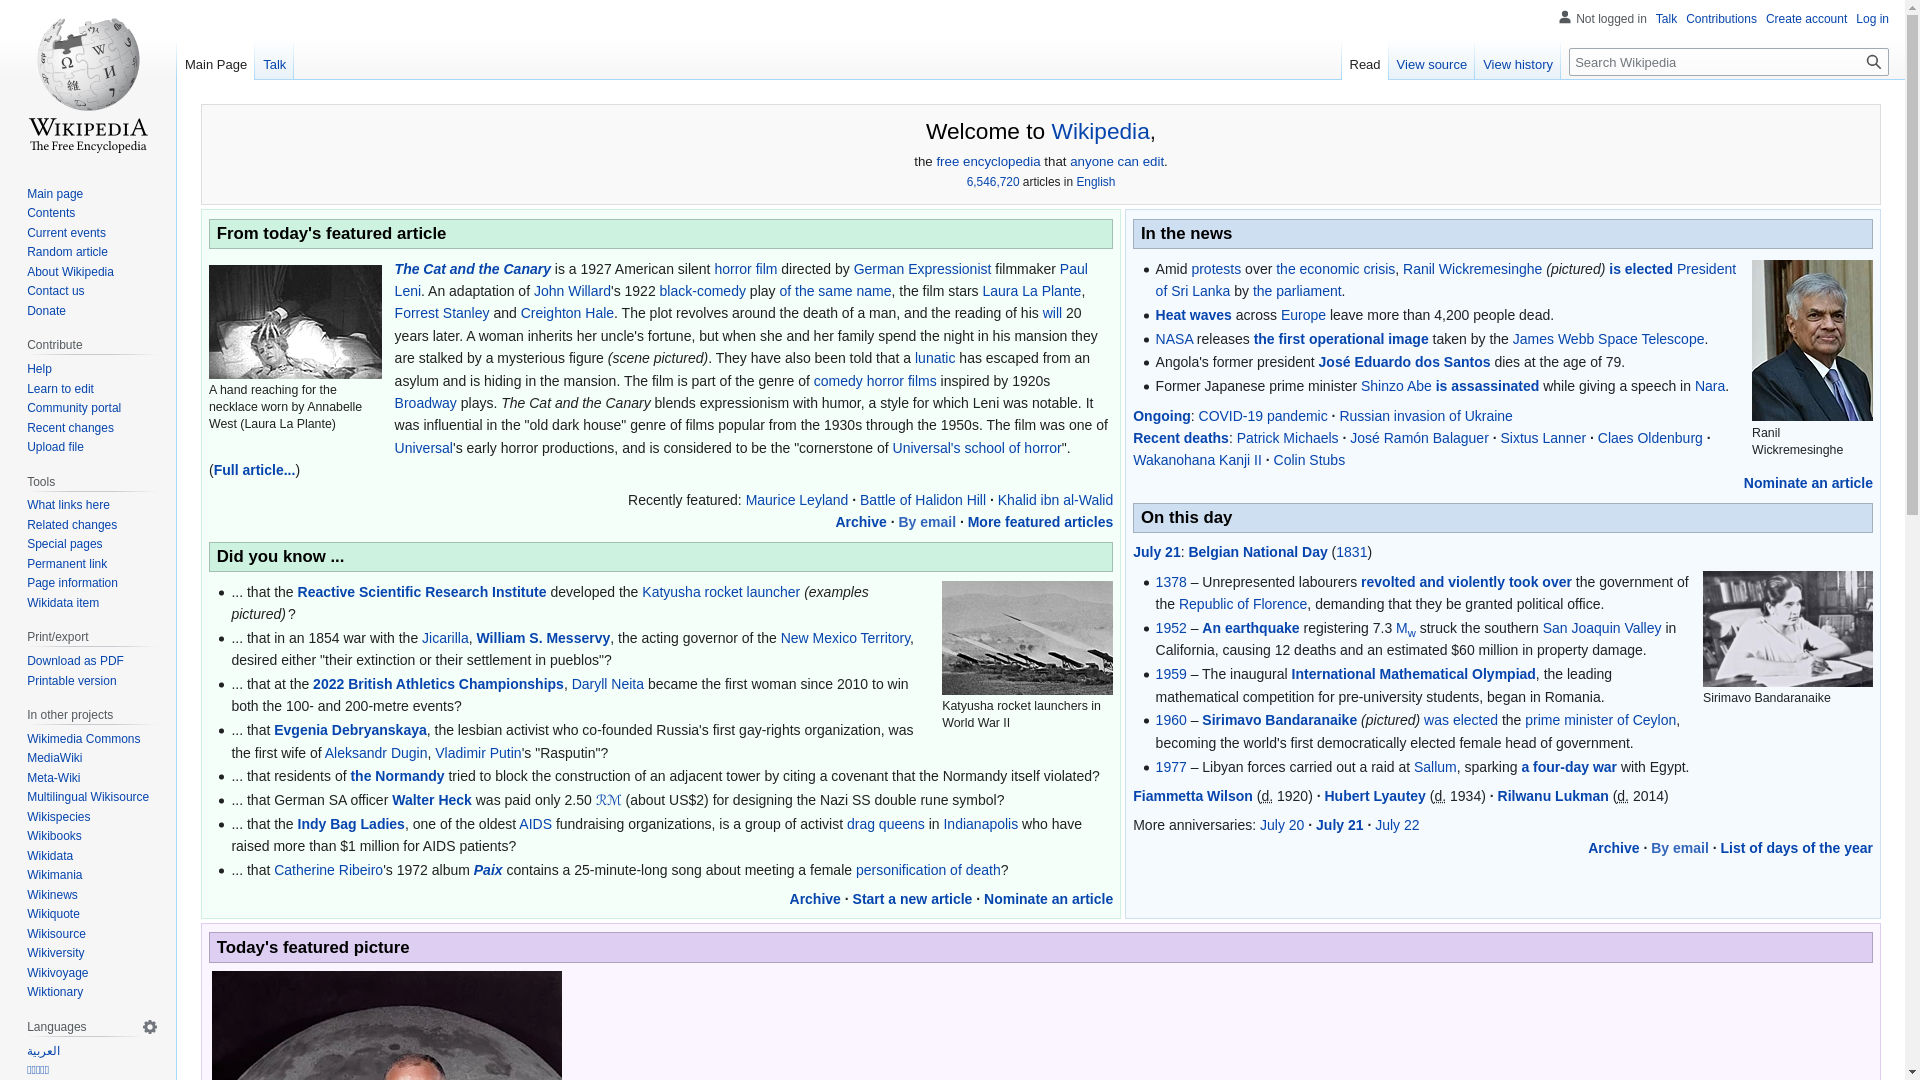 WIKIPEDIA
The Free Encyclopedia
Not logged in Talk Contributions Create account Log in
Main Page Talk
Read View source View history Search Wikipedia
Main page
Contents
Current events
Random article
About Wikipedia
Contact us
Donate
Contribute
Help
Learn to edit
Community portal
Recent changes
Upload file
Tools
What links here
Related changes
Special pages
Permanent link
Page information
Wikidata item
Print/export
Download as PDF
Printable version
In other projects
Wikimedia Commons
MediaWiki
Meta-Wiki
Multilingual Wikisource
Wikispecies
Wikibooks
Wikidata
Wikimania
Wikinews
Wikiquote
Wikisource
Wikiversity
Wikivoyage
Wiktionary
Languages
العربية
Welcome to Wikipedia,
the free encyclopedia that anyone can edit.
6,546,720 articles in English
From today's featured article
A hand reaching for the
necklace worn by Annabelle
West (Laura La Plante)
The Cat and the Canary is a 1927 American silent horror film directed by German Expressionist filmmaker Paul
Leni. An adaptation of John Willard's 1922 black-comedy play of the same name, the film stars Laura La Plante,
Forrest Stanley and Creighton Hale. The plot revolves around the death of a man, and the reading of his will 20
years later. A woman inherits her uncle's fortune, but when she and her family spend the night in his mansion they
are stalked by a mysterious figure (scene pictured). They have also been told that a lunatic has escaped from an
asylum and is hiding in the mansion. The film is part of the genre of comedy horror films inspired by 1920s
Broadway plays. The Cat and the Canary blends expressionism with humor, a style for which Leni was notable. It
was influential in the "old dark house" genre of films popular from the 1930s through the 1950s. The film was one of
Universal's early horror productions, and is considered to be the "cornerstone of Universal's school of horror".
(Full article...)
Recently featured: Maurice Leyland · Battle of Halidon Hill · Khalid ibn al-Walid
Archive · By email · More featured articles
Did you know ...
Katyusha rocket launchers in
World War II
... that the Reactive Scientific Research Institute developed the Katyusha rocket launcher (examples
pictured) ?
... that in an 1854 war with the Jicarilla, William S. Messervy, the acting governor of the New Mexico Territory,
desired either "their extinction or their settlement in pueblos"?
... that at the 2022 British Athletics Championships, Daryll Neita became the first woman since 2010 to win
both the 100- and 200-metre events?
... that Evgenia Debryanskaya, the lesbian activist who co-founded Russia's first gay-rights organization, was
the first wife of Aleksandr Dugin, Vladimir Putin's "Rasputin"?
... that residents of the Normandy tried to block the construction of an adjacent tower by citing a covenant that the Normandy itself violated?
... that German SA officer Walter Heck was paid only 2.50 ℛℳ (about US$2) for designing the Nazi SS double rune symbol?
... that the Indy Bag Ladies, one of the oldest AIDS fundraising organizations, is a group of activist drag queens in Indianapolis who have
raised more than $1 million for AIDS patients?
... that Catherine Ribeiro's 1972 album Paix contains a 25-minute-long song about meeting a female personification of death?
Archive · Start a new article · Nominate an article
In the news
Ranil
Wickremesinghe
Amid protests over the economic crisis, Ranil Wickremesinghe (pictured) is elected President
of Sri Lanka by the parliament.
Heat waves across Europe leave more than 4,200 people dead.
NASA releases the first operational image taken by the James Webb Space Telescope.
Angola's former president José Eduardo dos Santos dies at the age of 79.
Former Japanese prime minister Shinzo Abe is assassinated while giving a speech in Nara.
Ongoing: COVID-19 pandemic · Russian invasion of Ukraine
Recent deaths: Patrick Michaels · José Ramón Balaguer · Sixtus Lanner · Claes Oldenburg ·
Wakanohana Kanji II · Colin Stubs
Nominate an article
On this day
July 21: Belgian National Day (1831)
Sirimavo Bandaranaike
1378 – Unrepresented labourers revolted and violently took over the government of
the Republic of Florence, demanding that they be granted political office.
1952 – An earthquake registering 7.3 Mw struck the southern San Joaquin Valley in
California, causing 12 deaths and an estimated $60 million in property damage.
1959 – The inaugural International Mathematical Olympiad, the leading
mathematical competition for pre-university students, began in Romania.
1960 – Sirimavo Bandaranaike (pictured) was elected the prime minister of Ceylon,
becoming the world's first democratically elected female head of government.
1977 – Libyan forces carried out a raid at Sallum, sparking a four-day war with Egypt.
Fiammetta Wilson (d. 1920) · Hubert Lyautey (d. 1934) · Rilwanu Lukman (d. 2014)
More anniversaries: July 20 · July 21 · July 22
Archive · By email · List of days of the year
Today's featured picture